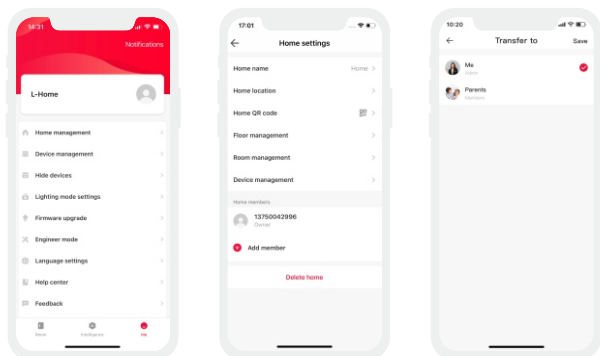 14:31
Notifications
L-Home
Home management
Device management
Hide devices
Lighting mode settings
Firmware upgrade
Engineer mode
Language settings
Help center
Feedback
Room
Intelligence
Me
17:01
Home settings
Home name Home
Home location
Home QR code
Floor management
Room management
Device management
Home members
13750042996
Owner
Add member
Delete home
10:20
Transfer to Save
Me
Admin
Parents
Members